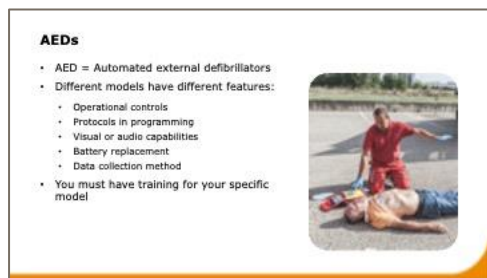 AEDs
• AED = Automated external defibrillators
• Different models have different features:
• Operational controls
• Protocols in programming
• Visual or audio capabilities
• Battery replacement
• Data collection method
• You must have training for your specific
model